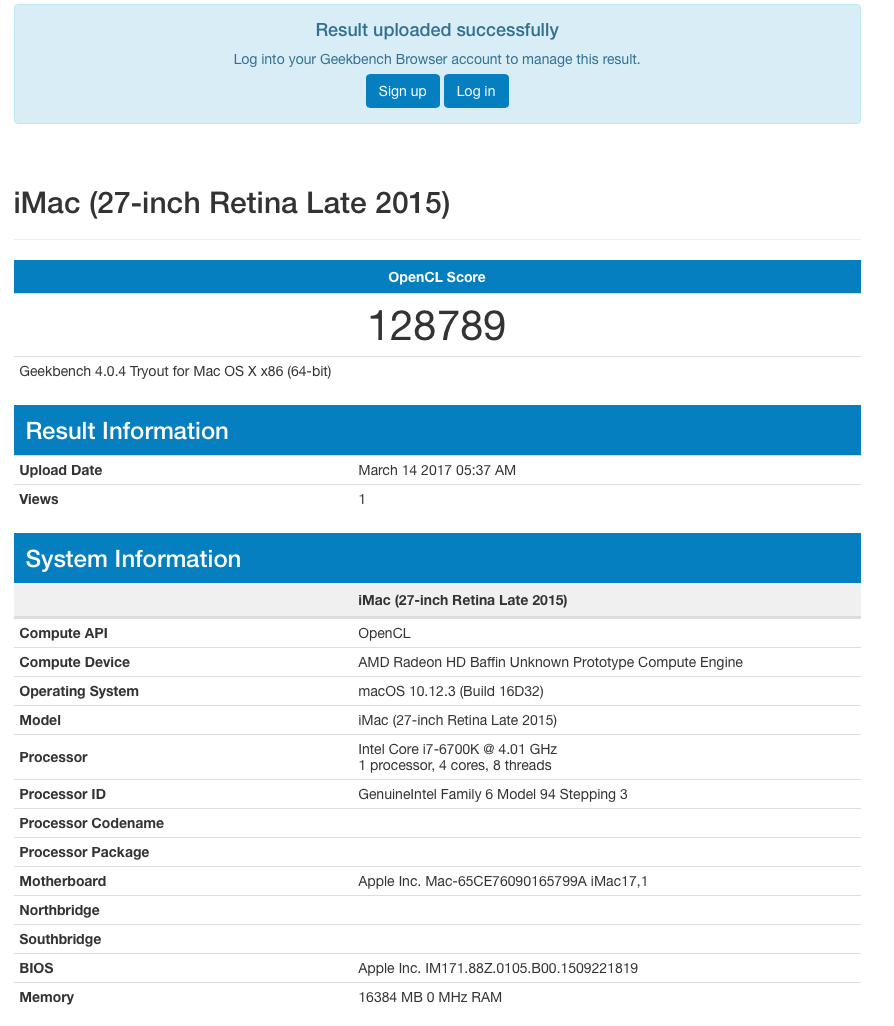 Result uploaded successfully
Log into your Geekbench Browser account to manage this result.
Sign up Log in
iMac (27-inch Retina Late 2015)
OpenCL Score
128789
Geekbench 4.0.4 Tryout for Mac OS X x86 (64-bit)
Result Information
Upload Date March 14 2017 05:37 AM
Views 1
System Information
iMac (27-inch Retina Late 2015)
Compute API OpenCL
Compute Device AMD Radeon HD Baffin Unknown Prototype Compute Engine
Operating System macOS 10.12.3 (Build 16D32)
Model iMac (27-inch Retina Late 2015)
Processor Intel Core i7-6700K @ 4.01 GHz
1 processor, 4 cores, 8 threads
Processor ID GenuineIntel Family 6 Model 94 Stepping 3
Processor Codename
Processor Package
Motherboard Apple Inc. Mac-65CE76090165799A iMac17,1
Northbridge
Southbridge
BIOS Apple Inc. IM171.88Z.0105.B00.1509221819
Memory 16384 MB 0 MHz RAM